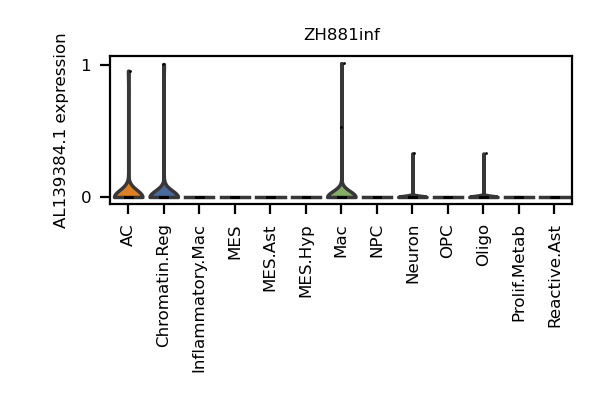 ZH881inf
AL139384.1 expression
1
0
AC
Chromatin.Reg
Inflammatory.Mac
MES
MES.Ast
MES.Hyp
Mac
NPC
Neuron
OPC
Oligo
Prolif.Metab
Reactive.Ast